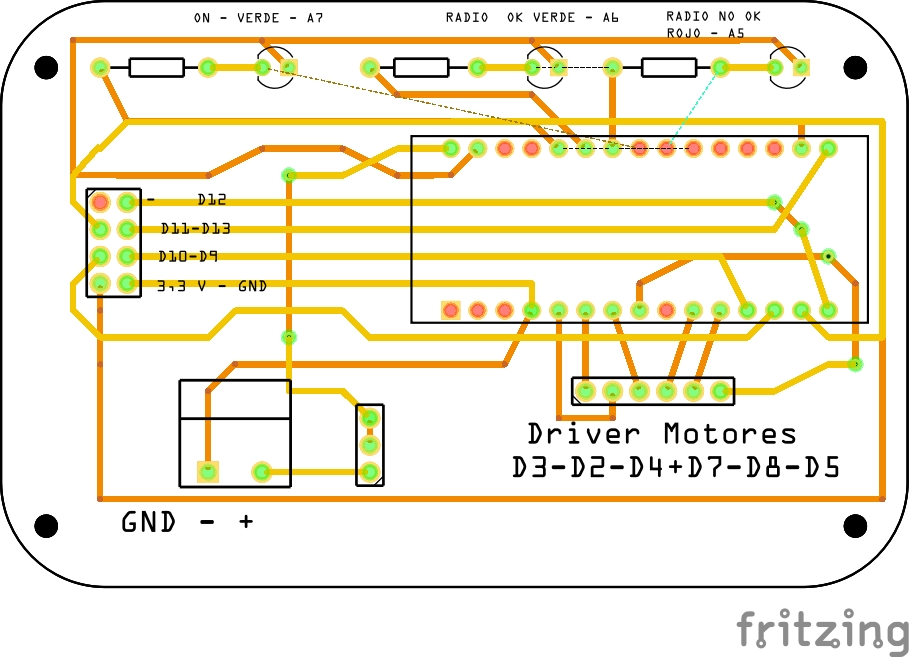 ON - VERDE - A7
RADIO OK VERDE - A6
RADIO NO OK
ROJO - A5
- D12
D11-D13
D10-D9
3,3 V - GND
Driver Motores
D3-D2-D4+D7-D8-D5
GND - +
fritzing